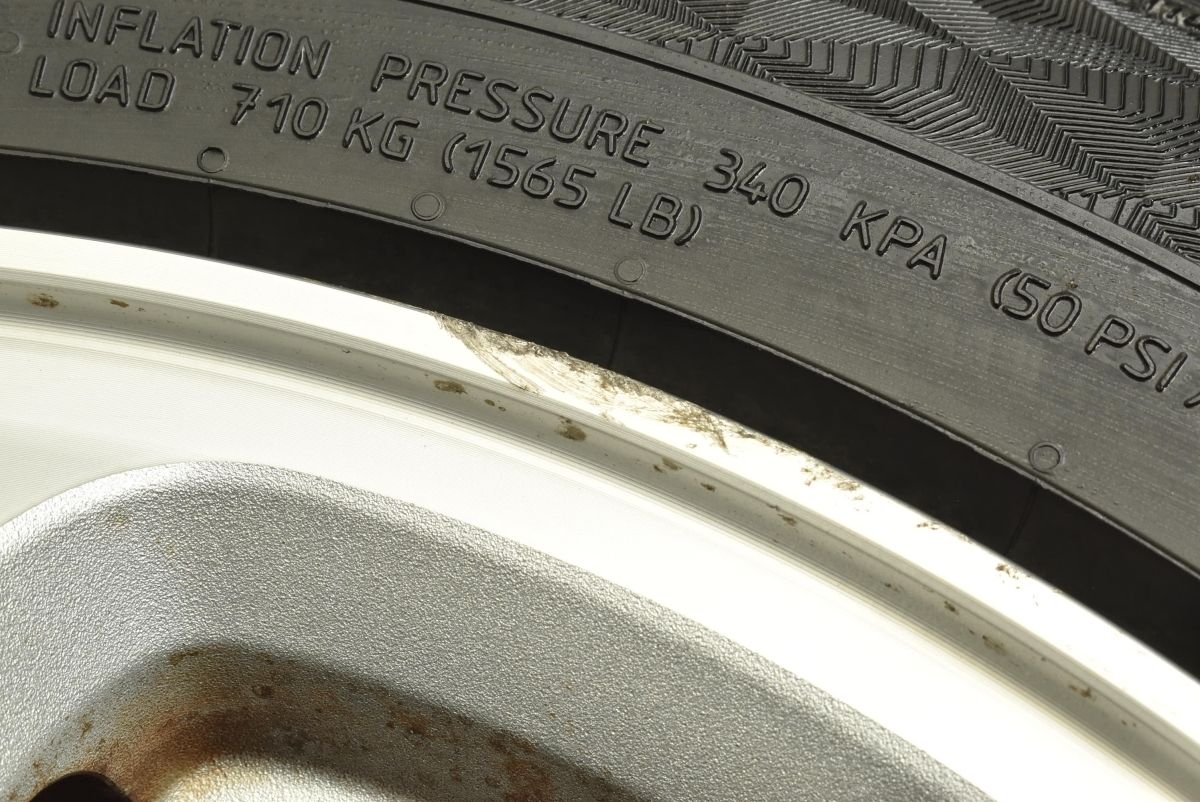 INFLATION PRESSURE 340 KPA (50 PSI)
LOAD 710 KG (1565 LB)